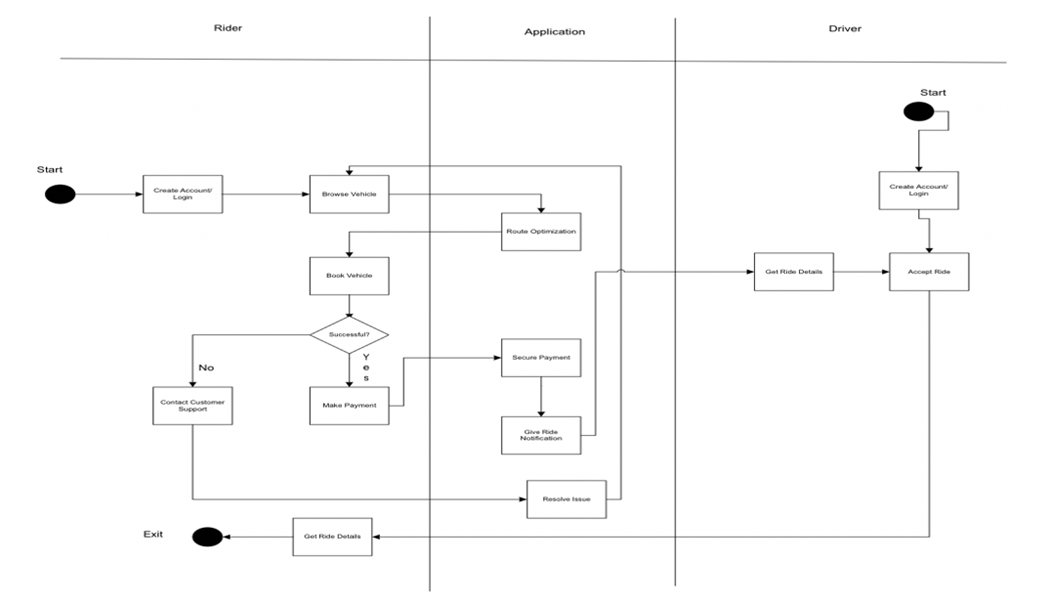 Rider
Application
Driver
Start
Start
Create Account/
Login
Browse Vehicle
Create Account/
Login
Route Optimization
Book Vehicle
Get Ride Details
Accept Ride
Successful?
No
Y
e
s
Secure Payment
Contact Customer
Support
Make Payment
Give Ride
Notification
Resolve Issue
Exit
Get Ride Details